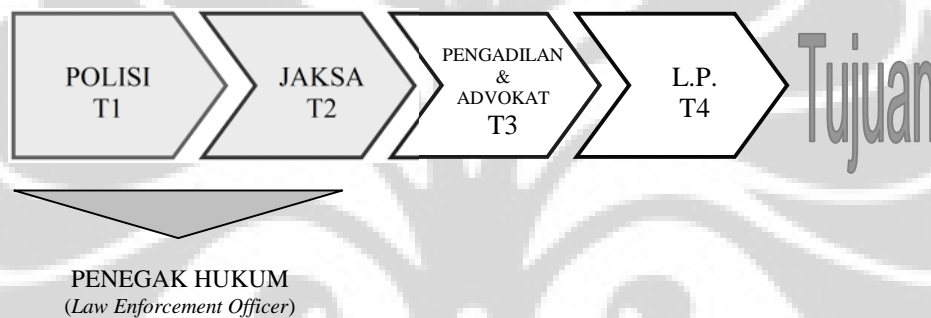 POLISI
T1
JAKSA
T2
PENGADILAN
&
ADVOKAT
T3
L.P.
T4
Tujuan
PENEGAK HUKUM
(Law Enforcement Officer)